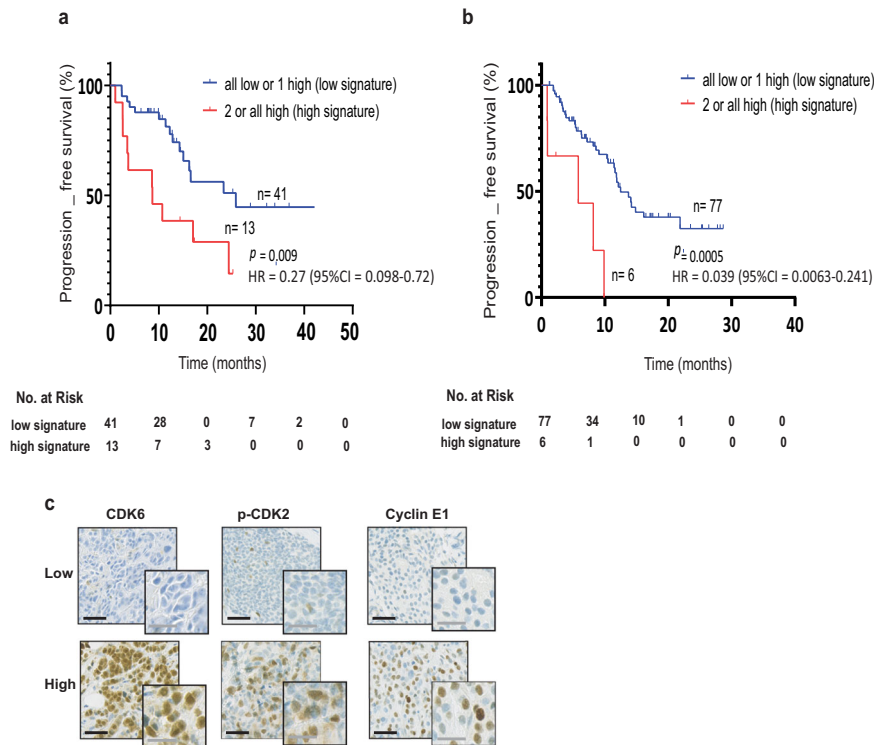 a
Progression _ free survival (%)
100
50
0
all low or 1 high (low signature)
2 or all high (high signature)
n= 41
n= 13
p = 0,009
HR = 0.27 (95%CI = 0.098-0.72)
0 10 20 30 40 50
Time (months)
No. at Risk
low signature 41 28 0 7 2 0
high signature 13 7 3 0 0 0
b
Progression _ free survival (%)
100
50
0
all low or 1 high (low signature)
2 or all high (high signature)
n= 77
n= 6
p = 0.0005
HR = 0.039 (95%CI = 0.0063-0.241)
0 10 20 30 40
Time (months)
No. at Risk
low signature 77 34 10 1 0 0
high signature 6 1 0 0 0 0
c
CDK6 p-CDK2 Cyclin E1
Low
High